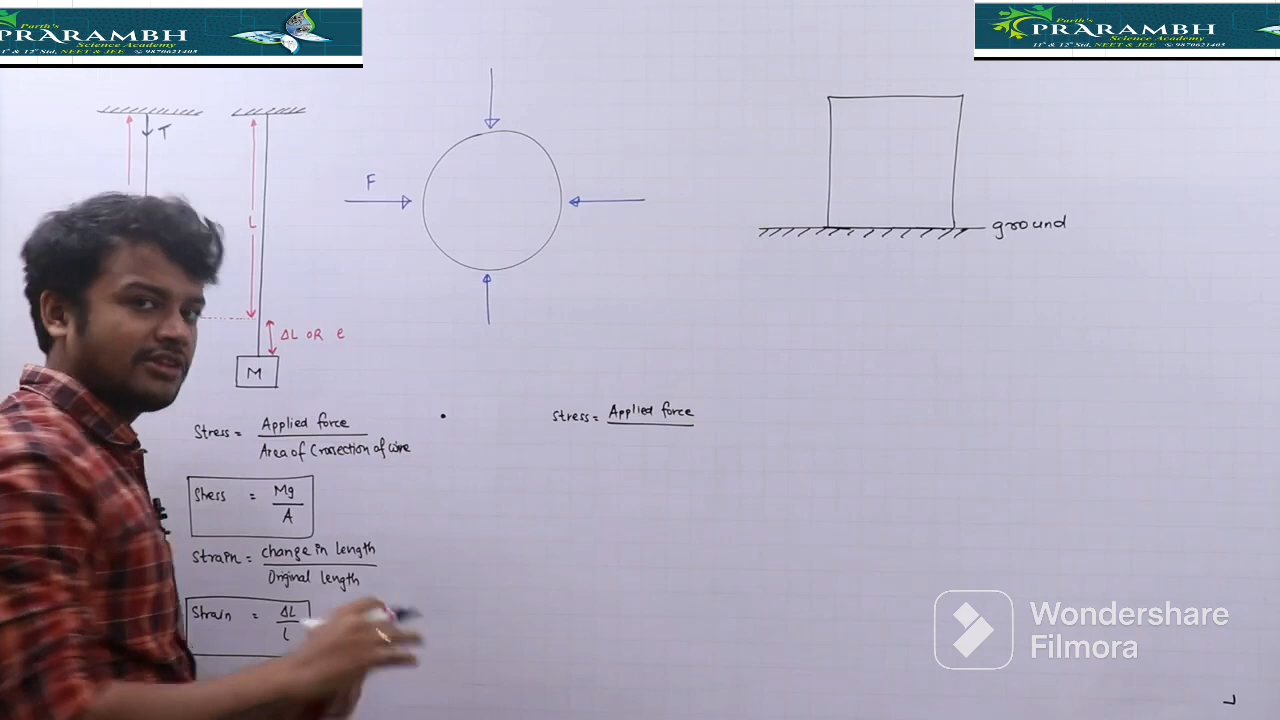 Parth's
PRARAMBH
Science Academy
11th & 12th Std, NEET & JEE 9870621405
Parth's
PRARAMBH
Science Academy
11th & 12th Std, NEET & JEE 9870621405
T
F
L
ground
ΔL OR e
M
Stress = Applied force
Area of Crosection of wire
Stress = Applied force
Stress = Mg
A
Strain = change in length
Original length
Strain = ΔL
L
Wondershare
Filmora